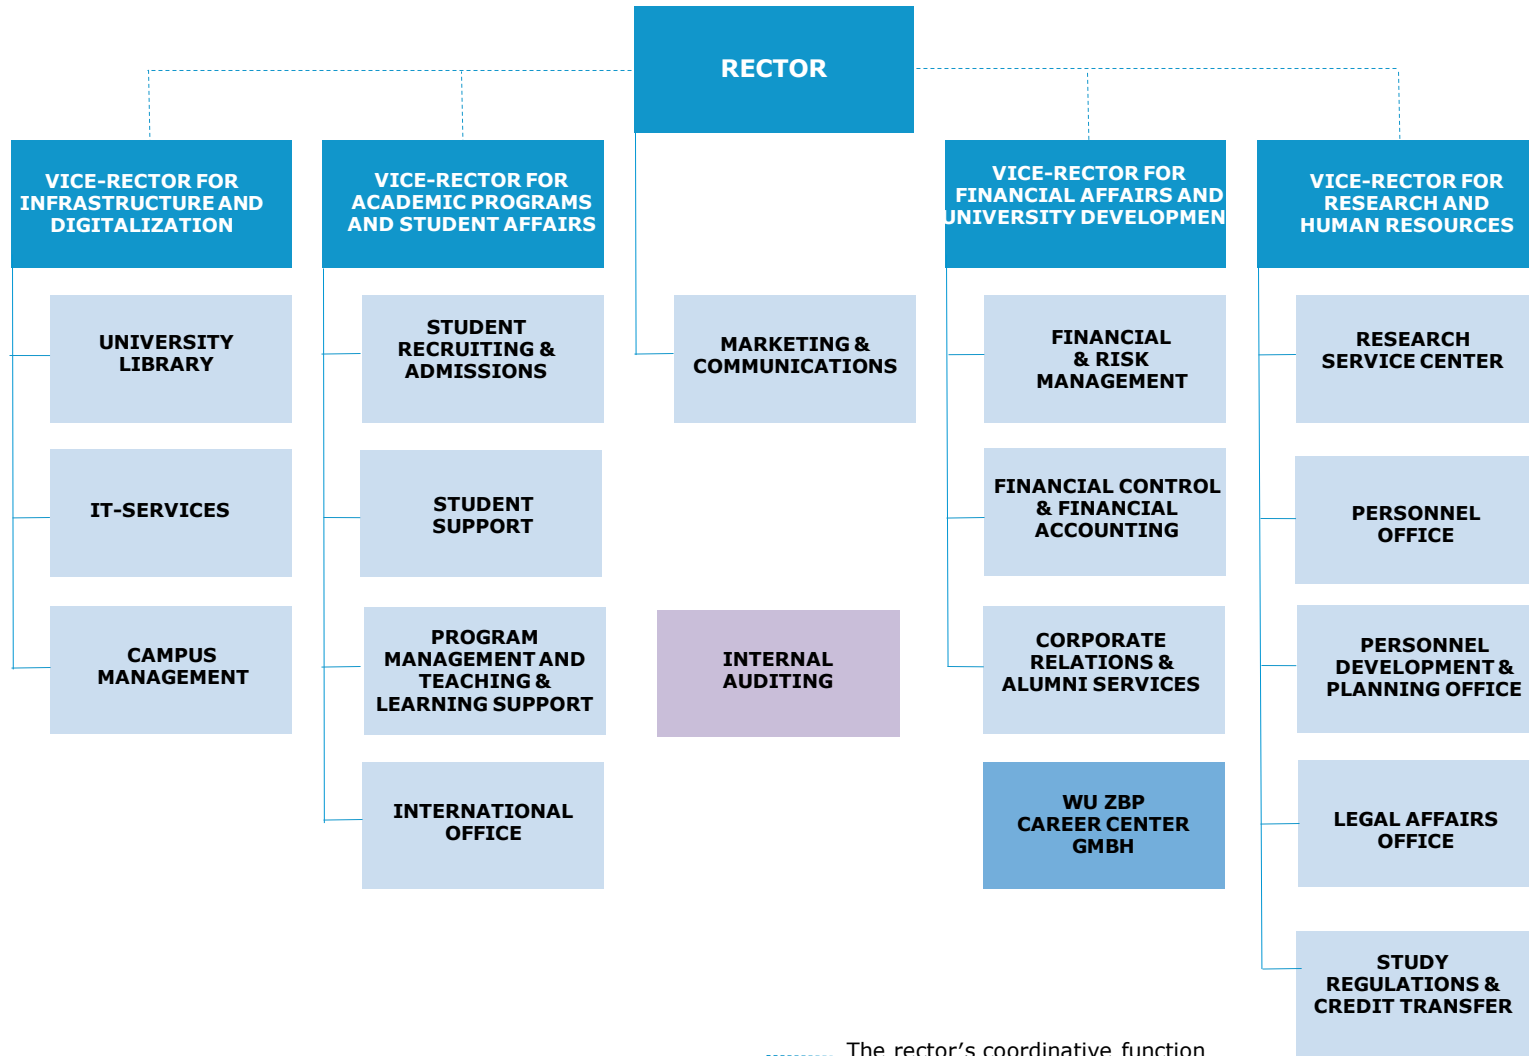 RECTOR
VICE-RECTOR FOR
INFRASTRUCTURE AND
DIGITALIZATION
VICE-RECTOR FOR
ACADEMIC PROGRAMS
AND STUDENT AFFAIRS
VICE-RECTOR FOR
FINANCIAL AFFAIRS AND
UNIVERSITY DEVELOPMEN
VICE-RECTOR FOR
RESEARCH AND
HUMAN RESOURCES
UNIVERSITY
LIBRARY
IT-SERVICES
CAMPUS
MANAGEMENT
STUDENT
RECRUITING &
ADMISSIONS
STUDENT
SUPPORT
PROGRAM
MANAGEMENT AND
TEACHING &
LEARNING SUPPORT
INTERNATIONAL
OFFICE
MARKETING &
COMMUNICATIONS
INTERNAL
AUDITING
FINANCIAL
& RISK
MANAGEMENT
FINANCIAL CONTROL
& FINANCIAL
ACCOUNTING
CORPORATE
RELATIONS &
ALUMNI SERVICES
WU ZBP
CAREER CENTER
GMBH
RESEARCH
SERVICE CENTER
PERSONNEL
OFFICE
PERSONNEL
DEVELOPMENT &
PLANNING OFFICE
LEGAL AFFAIRS
OFFICE
STUDY
REGULATIONS &
CREDIT TRANSFER
The rector's coordinative function